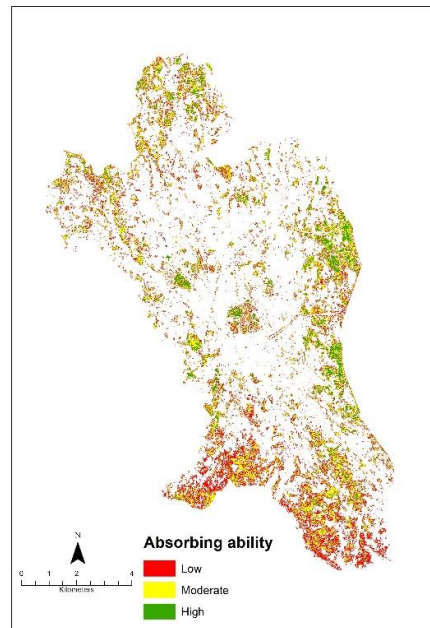 N
0 1 2 4
Kilometers
Absorbing ability
Low
Moderate
High